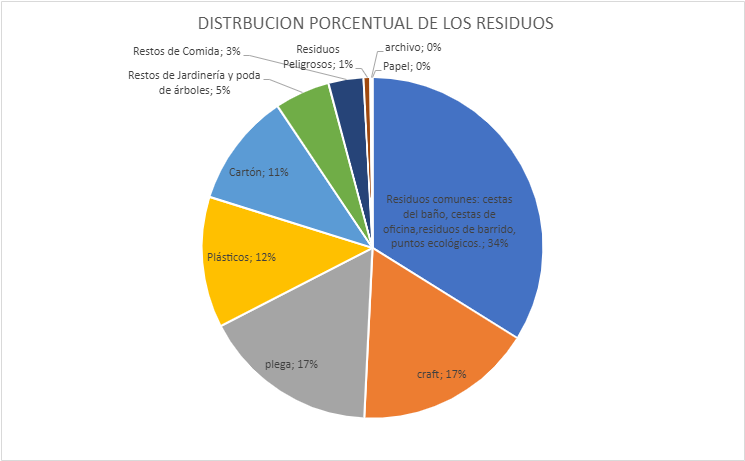 DISTRBUCION PORCENTUAL DE LOS RESIDUOS
Restos de Comida; 3%
Residuos
Peligrosos; 1%
archivo; 0%
Papel; 0%
Restos de Jardinería y poda
de árboles; 5%
Cartón; 11%
Residuos comunes: cestas
del baño, cestas de
oficina,residuos de barrido,
puntos ecológicos.; 34%
Plásticos; 12%
plega; 17%
craft; 17%